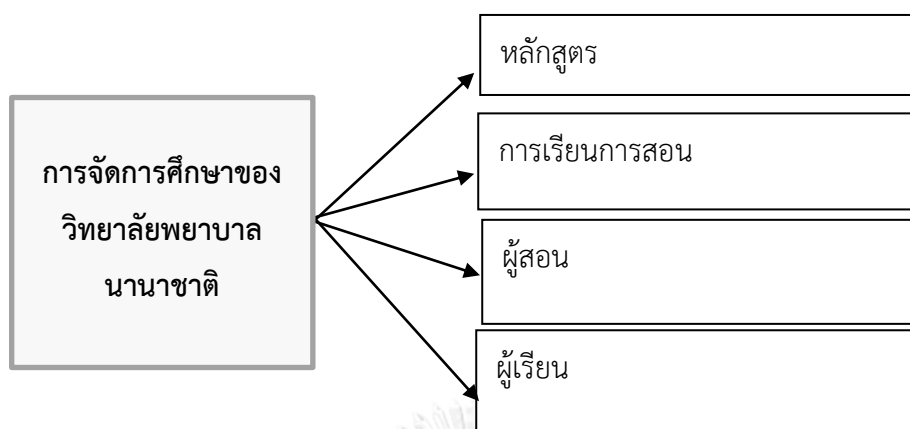 หลักสูตร
การจัดการศึกษาของ
วิทยาลัยพยาบาล
นานาชาติ
การเรียนการสอน
ผู้สอน
ผู้เรียน